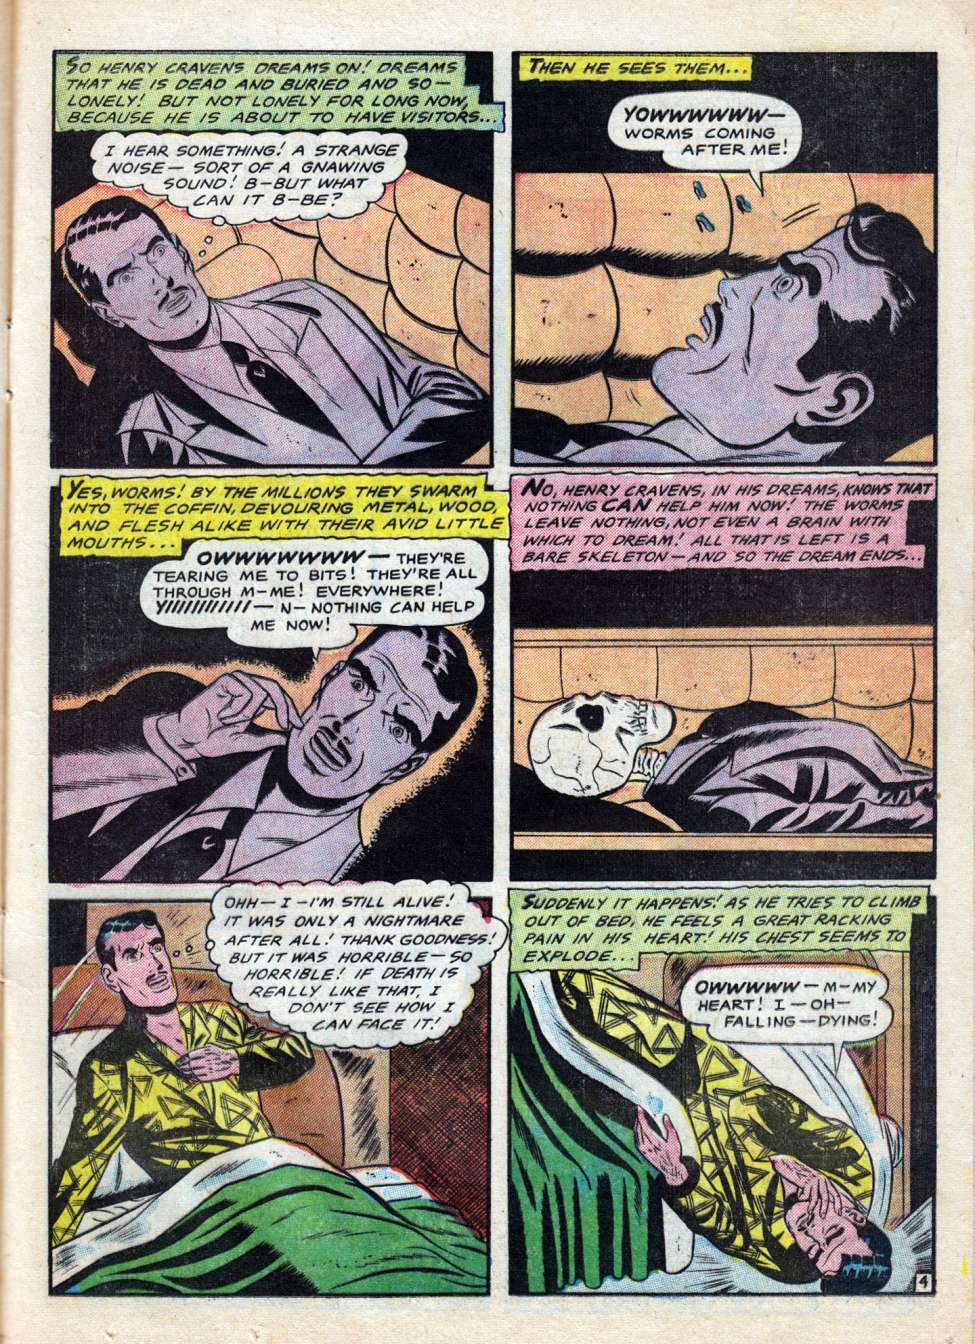 SO HENRY CRAVENS DREAMS ON! DREAMS
THAT HE IS DEAD AND BURIED AND SO—
LONELY! BUT NOT LONELY FOR LONG NOW,
BECAUSE HE IS ABOUT TO HAVE VISITORS...
I HEAR SOMETHING! A STRANGE
NOISE— SORT OF A GNAWING
SOUND! B-BUT WHAT
CAN IT B-BE?
THEN HE SEES THEM...
YOWWWWWW—
WORMS COMING
AFTER ME!
YES, WORMS! BY THE MILLIONS THEY SWARM
INTO THE COFFIN, DEVOURING METAL, WOOD,
AND FLESH ALIKE WITH THEIR AVID LITTLE
MOUTHS...
OWWWWWWWW— THEY'RE
TEARING ME TO BITS! THEY'RE ALL
THROUGH M-ME! EVERYWHERE!
YIIIIIIIIIIII— N-NOTHING CAN HELP
ME NOW!
NO, HENRY CRAVENS, IN HIS DREAMS, KNOWS THAT
NOTHING CAN HELP HIM NOW! THE WORMS
LEAVE NOTHING, NOT EVEN A BRAIN WITH
WHICH TO DREAM! ALL THAT IS LEFT IS A
BARE SKELETON—AND SO THE DREAM ENDS...
OHH— I-I'M STILL ALIVE!
IT WAS ONLY A NIGHTMARE
AFTER ALL! THANK GOODNESS!
BUT IT WAS HORRIBLE—SO
HORRIBLE! IF DEATH IS
REALLY LIKE THAT, I
DON'T SEE HOW I
CAN FACE IT!
SUDDENLY IT HAPPENS! AS HE TRIES TO CLIMB
OUT OF BED, HE FEELS A GREAT RACKING
PAIN IN HIS HEART! HIS CHEST SEEMS TO
EXPLODE...
OWWWWW— M-MY
HEART! I-OH-
FALLING—DYING!
4